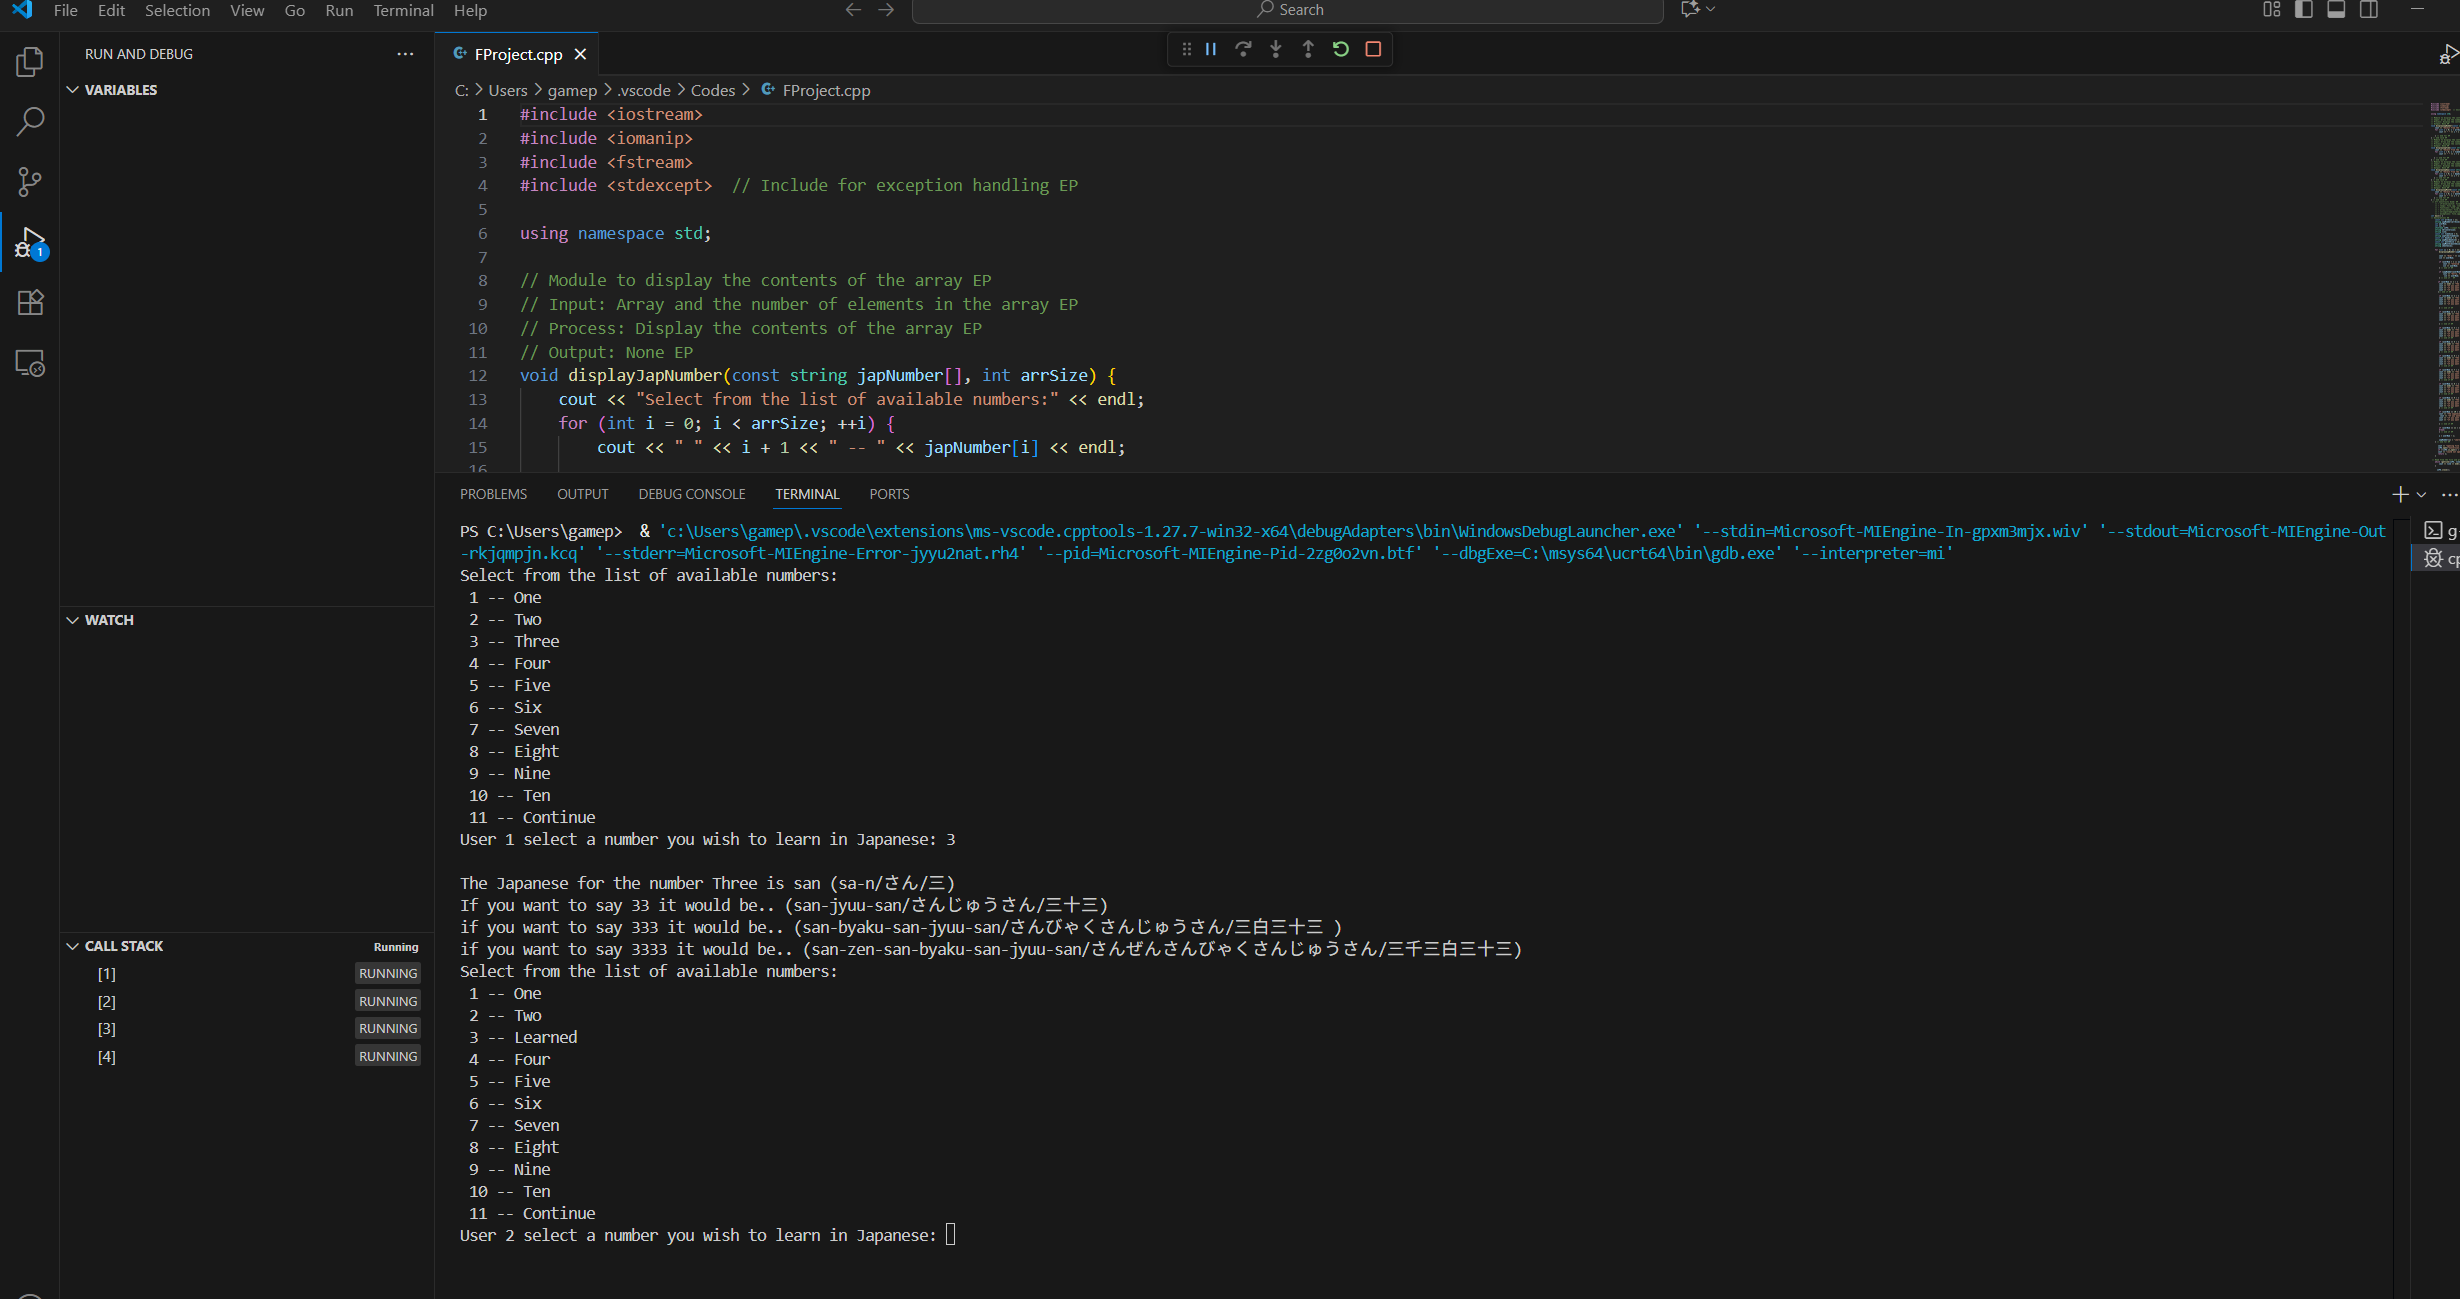 File Edit Selection View Go Run Terminal Help
Search
RUN AND DEBUG ...
VARIABLES
WATCH
CALL STACK Running
[1] RUNNING
[2] RUNNING
[3] RUNNING
[4] RUNNING
1
FProject.cpp
C: > Users > gamep > .vscode > Codes > FProject.cpp
1 #include <iostream>
2 #include <iomanip>
3 #include <fstream>
4 #include <stdexcept>  // Include for exception handling EP
5
6 using namespace std;
7
8 // Module to display the contents of the array EP
9 // Input: Array and the number of elements in the array EP
10 // Process: Display the contents of the array EP
11 // Output: None EP
12 void displayJapNumber(const string japNumber[], int arrSize) {
13     cout << "Select from the list of available numbers:" << endl;
14     for (int i = 0; i < arrSize; ++i) {
15         cout << " " << i + 1 << " -- " << japNumber[i] << endl;
16
PROBLEMS OUTPUT DEBUG CONSOLE TERMINAL PORTS
PS C:\Users\gamep>  & 'c:\Users\gamep\.vscode\extensions\ms-vscode.cpptools-1.27.7-win32-x64\debugAdapters\bin\WindowsDebugLauncher.exe' '--stdin=Microsoft-MIEngine-In-gpxm3mjx.wiv' '--stdout=Microsoft-MIEngine-Out
-rkjqmpjn.kcq' '--stderr=Microsoft-MIEngine-Error-jyyu2nat.rh4' '--pid=Microsoft-MIEngine-Pid-2zg0o2vn.btf' '--dbgExe=C:\msys64\ucrt64\bin\gdb.exe' '--interpreter=mi'
Select from the list of available numbers:
1 -- One
2 -- Two
3 -- Three
4 -- Four
5 -- Five
6 -- Six
7 -- Seven
8 -- Eight
9 -- Nine
10 -- Ten
11 -- Continue
User 1 select a number you wish to learn in Japanese: 3
The Japanese for the number Three is san (sa-n/さん/三)
If you want to say 33 it would be.. (san-jyuu-san/さんじゅうさん/三十三)
if you want to say 333 it would be.. (san-byaku-san-jyuu-san/さんびゃくさんじゅうさん/三白三十三 )
if you want to say 3333 it would be.. (san-zen-san-byaku-san-jyuu-san/さんぜんさんびゃくさんじゅうさん/三千三白三十三)
Select from the list of available numbers:
1 -- One
2 -- Two
3 -- Learned
4 -- Four
5 -- Five
6 -- Six
7 -- Seven
8 -- Eight
9 -- Nine
10 -- Ten
11 -- Continue
User 2 select a number you wish to learn in Japanese: